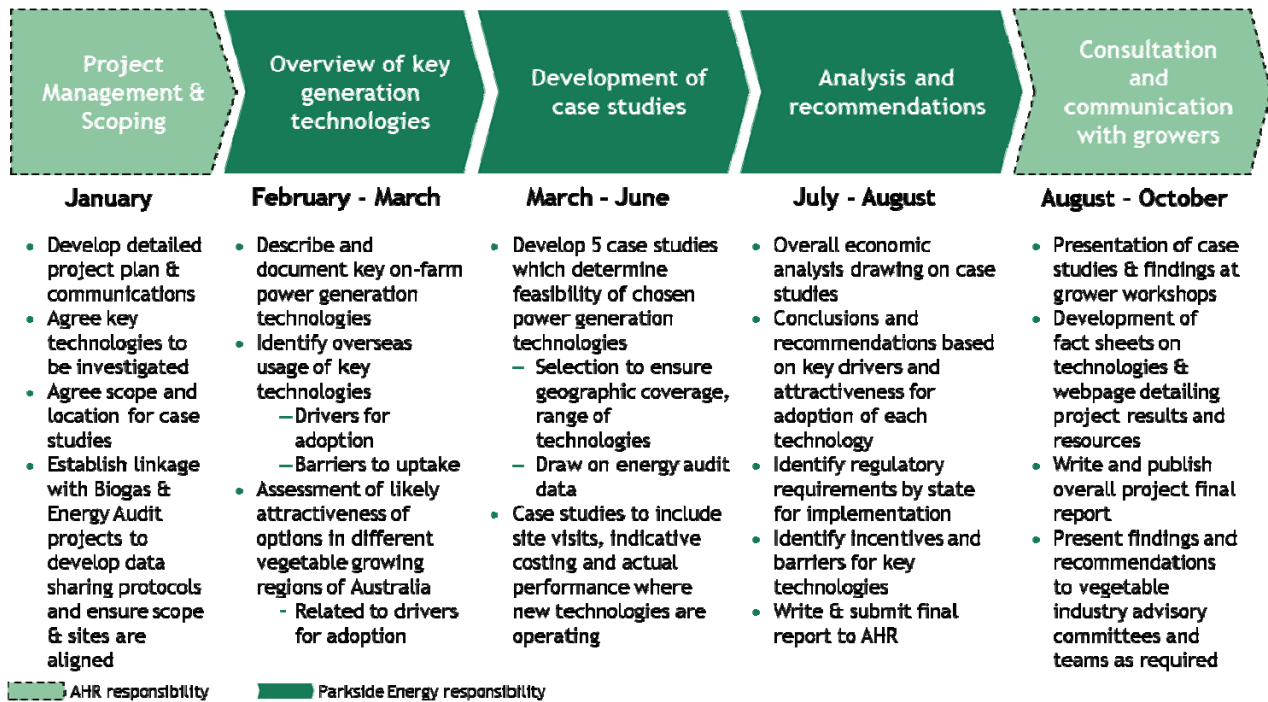 Project
Management &
Scoping
Overview of key
generation
technologies
Development of
case studies
Analysis and
recommendations
Consultation
and
communication
with growers
January
• Develop detailed
project plan &
communications
• Agree key
technologies to
be investigated
• Agree scope and
location for case
studies
• Establish linkage
with Biogas &
Energy Audit
projects to
develop data
sharing protocols
and ensure scope
& sites are
aligned
February - March
• Describe and
document key on-farm
power generation
technologies
• Identify overseas
usage of key
technologies
—Drivers for
adoption
—Barriers to uptake
• Assessment of likely
attractiveness of
options in different
vegetable growing
regions of Australia
- Related to drivers
for adoption
March - June
• Develop 5 case studies
which determine
feasibility of chosen
power generation
technologies
— Selection to ensure
geographic coverage,
range of
technologies
— Draw on energy audit
data
• Case studies to include
site visits, indicative
costing and actual
performance where
new technologies are
operating
July - August
• Overall economic
analysis drawing on case
studies
• Conclusions and
recommendations based
on key drivers and
attractiveness for
adoption of each
technology
• Identify regulatory
requirements by state
for implementation
• Identify incentives and
barriers for key
technologies
• Write & submit final
report to AHR
August - October
• Presentation of case
studies & findings at
grower workshops
• Development of
fact sheets on
technologies &
webpage detailing
project results and
resources
• Write and publish
overall project final
report
• Present findings and
recommendations
to vegetable
industry advisory
committees and
teams as required
AHR responsibility
Parkside Energy responsibility